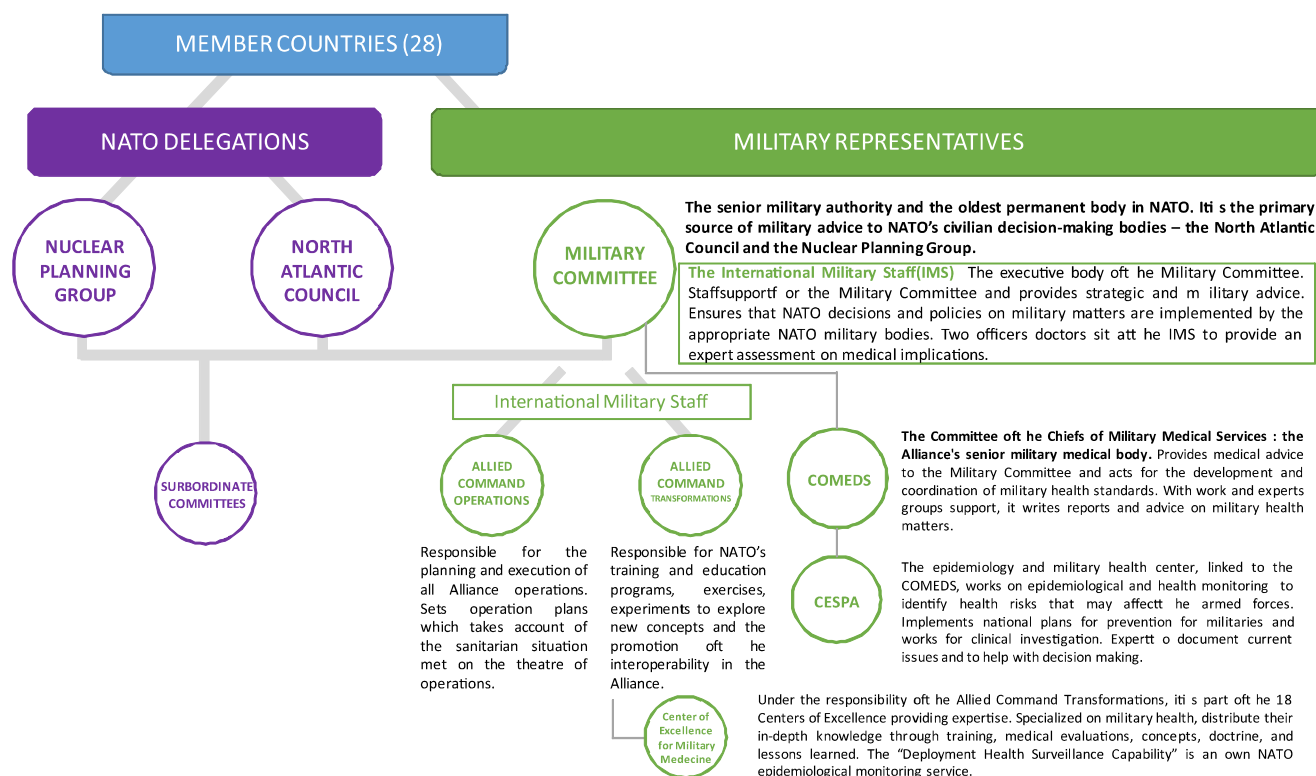 MEMBER COUNTRIES (28)
NATO DELEGATIONS
MILITARY REPRESENTATIVES
NUCLEAR
PLANNING
GROUP
NORTH
ATLANTIC
COUNCIL
MILITARY
COMMITTEE
The senior military authority and the oldest permanent body in NATO. Iti s the primary
source of military advice to NATO’s civilian decision-making bodies – the North Atlantic
Council and the Nuclear Planning Group.
The International Military Staff(IMS) The executive body oft he Military Committee.
Staffsupportf or the Military Committee and provides strategic and m ilitary advice.
Ensures that NATO decisions and policies on military matters are implemented by the
appropriate NATO military bodies. Two officers doctors sit att he IMS to provide an
expert assessment on medical implications.
International Military Staff
SURBORDINATE
COMMITTEES
ALLIED
COMMAND
OPERATIONS
ALLIED
COMMAND
TRANSFORMATIONS
COMEDS
The Committee oft he Chiefs of Military Medical Services : the
Alliance's senior military medical body. Provides medical advice
to the Military Committee and acts for the development and
coordination of military health standards. With work and experts
groups support, it writes reports and advice on military health
matters.
Responsible for the
planning and execution of
all Alliance operations.
Sets operation plans
which takes account of
the sanitarian situation
met on the theatre of
operations.
Responsible for NATO’s
training and education
programs, exercises,
experiments to explore
new concepts and the
promotion oft he
interoperability in the
Alliance.
CESPA
The epidemiology and military health center, linked to the
COMEDS, works on epidemiological and health monitoring to
identify health risks that may affectt he armed forces.
Implements national plans for prevention for militaries and
works for clinical investigation. Expertt o document current
issues and to help with decision making.
Center of
Excellence
for Military
Medecine
Under the responsibility oft he Allied Command Transformations, iti s part oft he 18
Centers of Excellence providing expertise. Specialized on military health, distribute their
in-depth knowledge through training, medical evaluations, concepts, doctrine, and
lessons learned. The “Deployment Health Surveillance Capability” is an own NATO
epidemiological monitoring service.